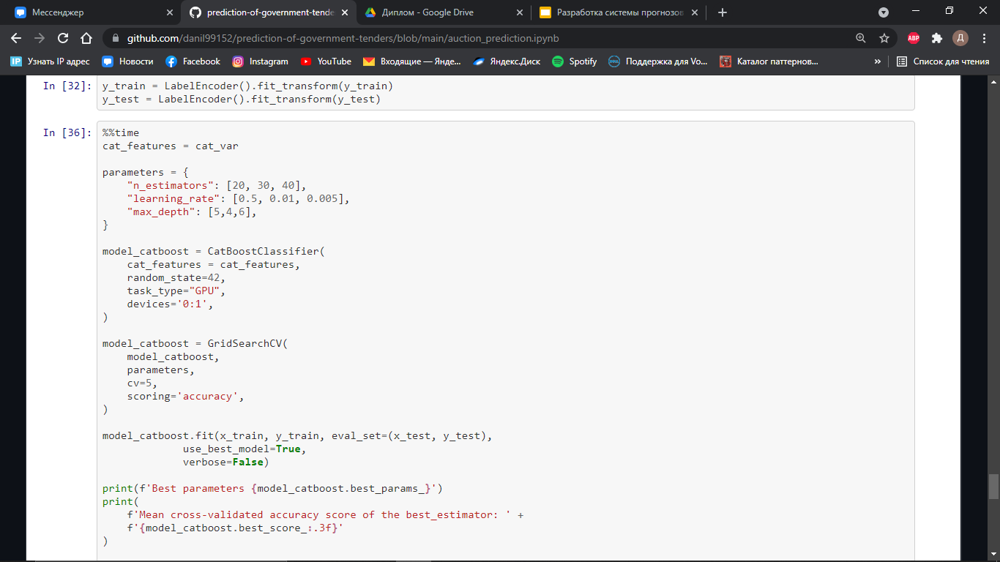 Мессенджер
prediction-of-government-tende
Диплом - Google Drive
Разработка системы прогнозов
github.com/danil99152/prediction-of-government-tenders/blob/main/auction_prediction.ipynb
ABP
Д
IP Узнать IP адрес
Новости
Facebook
Instagram
YouTube
Входящие — Янде...
Яндекс.Диск
Spotify
Поддержка для Vo...
Каталог паттернов...
»
Список для чтения
In [32]: y_train = LabelEncoder().fit_transform(y_train)
y_test = LabelEncoder().fit_transform(y_test)
In [36]: %%time
cat_features = cat_var
parameters = {
"n_estimators": [20, 30, 40],
"learning_rate": [0.5, 0.01, 0.005],
"max_depth": [5,4,6],
}
model_catboost = CatBoostClassifier(
cat_features = cat_features,
random_state=42,
task_type="GPU",
devices='0:1',
)
model_catboost = GridSearchCV(
model_catboost,
parameters,
cv=5,
scoring='accuracy',
)
model_catboost.fit(x_train, y_train, eval_set=(x_test, y_test),
use_best_model=True,
verbose=False)
print(f'Best parameters {model_catboost.best_params_}')
print(
f'Mean cross-validated accuracy score of the best_estimator: ' +
f'{model_catboost.best_score_:.3f}'
)